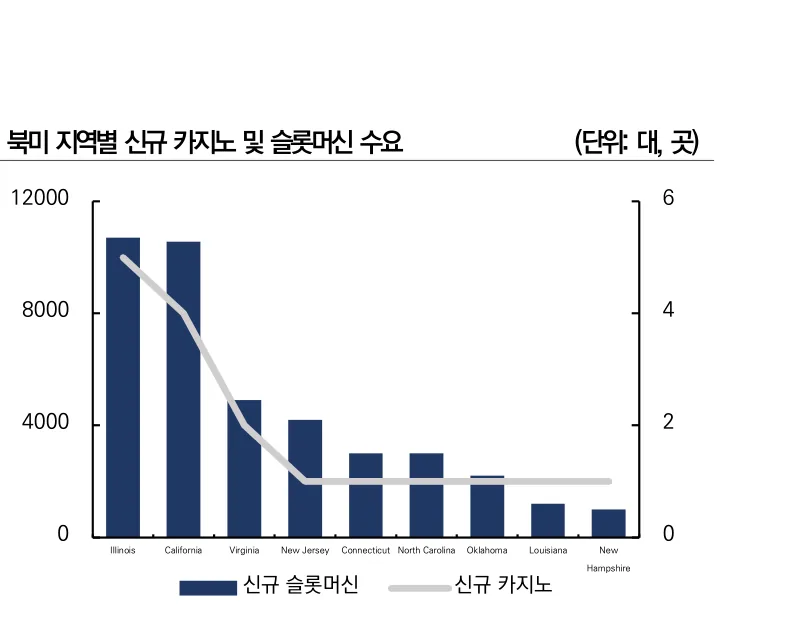 북미 지역별 신규 카지노 및 슬롯머신 수요 (단위: 대, 곳)
12000 6
8000 4
4000 2
0 0
Illinois California Virginia New Jersey Connecticut North Carolina Oklahoma Louisiana New
Hampshire
신규 슬롯머신 신규 카지노